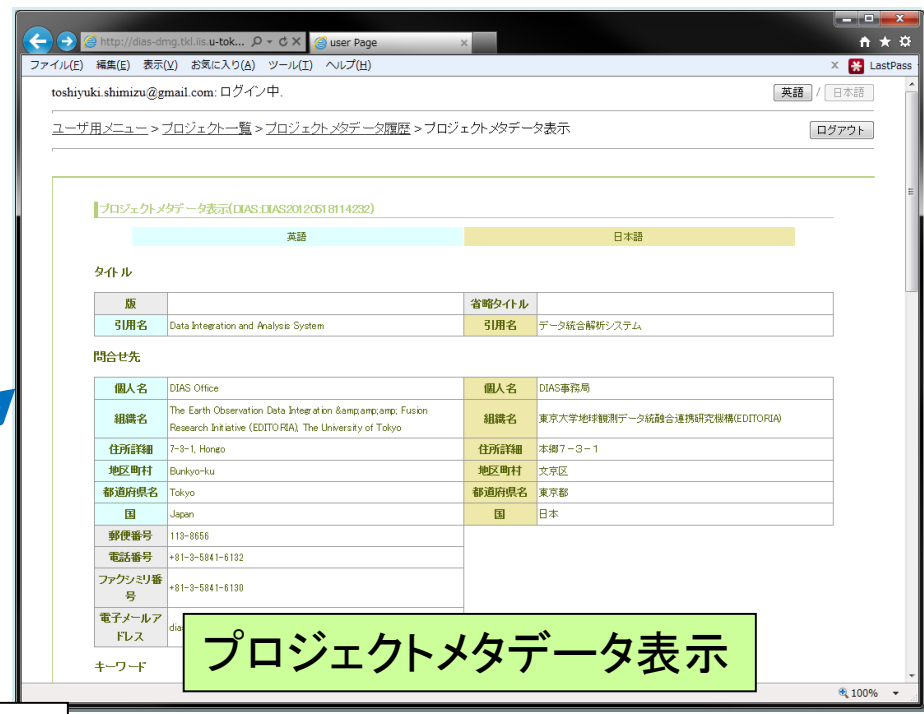 http://dias-dmg.tkl.iis.u-tok... user Page
ファイル(F) 編集(E) 表示(V) お気に入り(A) ツール(T) ヘルプ(H) x LastPass
toshiyuki.shimizu@gmail.com: ログイン中. 英語 / 日本語
ユーザ用メニュー > プロジェクト一覧 > プロジェクトメタデータ履歴 > プロジェクトメタデータ表示 ログアウト
プロジェクトメタデータ表示(DIAS:DIAS20120518114232)
英語 日本語
タイトル
版 省略タイトル
引用名 Data Integration and Analysis System 引用名 データ統合解析システム
問合せ先
個人名 DIAS Office 個人名 DIAS事務局
組織名 The Earth Observation Data Integration &amp;amp;amp; Fusion Research Initiative (EDITORIA), The University of Tokyo 組織名 東京大学地球観測データ統融合連携研究機構(EDITORIA)
住所詳細 7-3-1, Hongo 住所詳細 本郷7-3-1
地区町村 Bunkyo-ku 地区町村 文京区
都道府県名 Tokyo 都道府県名 東京都
国 Japan 国 日本
郵便番号 113-8656
電話番号 +81-3-5841-6132
ファクシミリ番号 +81-3-5841-6130
電子メールアドレス dia
キーワード
プロジェクトメタデータ表示
100%